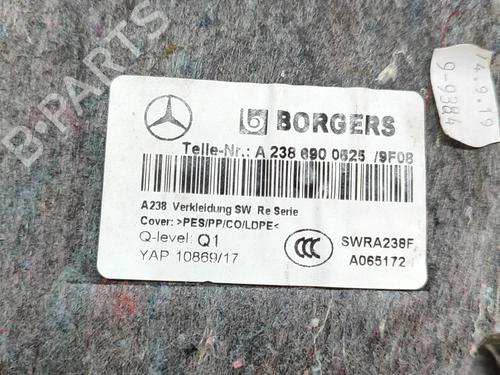 B-PARTS
4.9.19
9-9384
BORGERS
Teile-Nr.: A 238 690 0625 /9F08
A238 Verkleidung SW Re Serie
Cover: >PES/PP/CO/LDPE<
Q-level: Q1
YAP 10869/17
CCC
SWRA238F
A065172